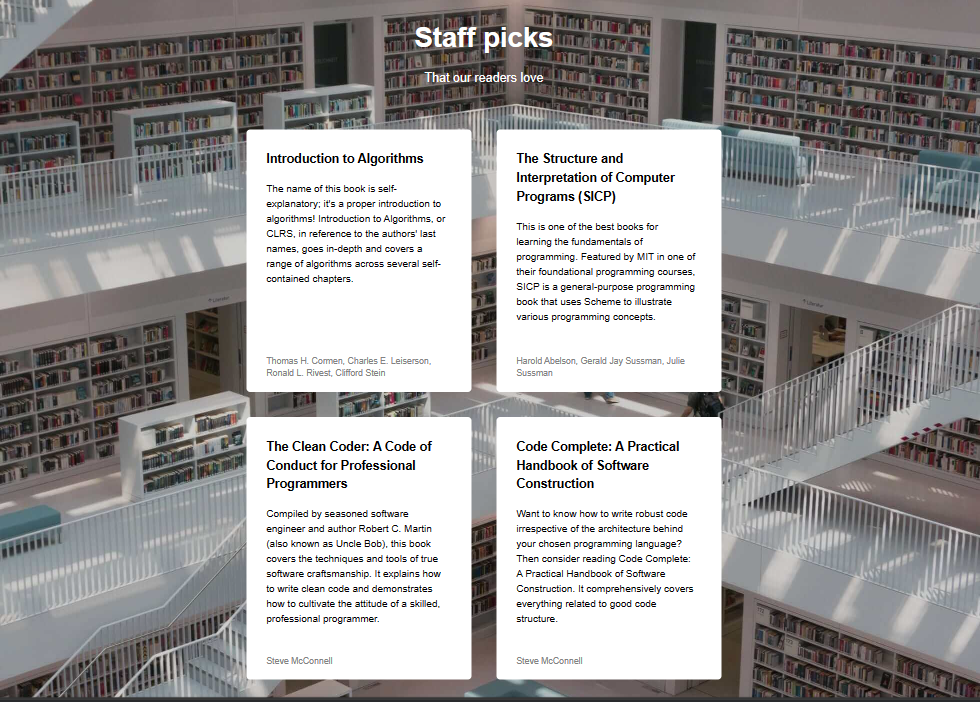 Staff picks
That our readers love
Introduction to Algorithms
The name of this book is self-
explanatory; it's a proper introduction to
algorithms! Introduction to Algorithms, or
CLRS, in reference to the authors' last
names, goes in-depth and covers a
range of algorithms across several self-
contained chapters.
Thomas H. Cormen, Charles E. Leiserson,
Ronald L. Rivest, Clifford Stein
The Structure and
Interpretation of Computer
Programs (SICP)
This is one of the best books for
learning the fundamentals of
programming. Featured by MIT in one of
their foundational programming courses,
SICP is a general-purpose programming
book that uses Scheme to illustrate
various programming concepts.
Harold Abelson, Gerald Jay Sussman, Julie
Sussman
The Clean Coder: A Code of
Conduct for Professional
Programmers
Compiled by seasoned software
engineer and author Robert C. Martin
(also known as Uncle Bob), this book
covers the techniques and tools of true
software craftsmanship. It explains how
to write clean code and demonstrates
how to cultivate the attitude of a skilled,
professional programmer.
Steve McConnell
Code Complete: A Practical
Handbook of Software
Construction
Want to know how to write robust code
irrespective of the architecture behind
your chosen programming language?
Then consider reading Code Complete:
A Practical Handbook of Software
Construction. It comprehensively covers
everything related to good code
structure.
Steve McConnell